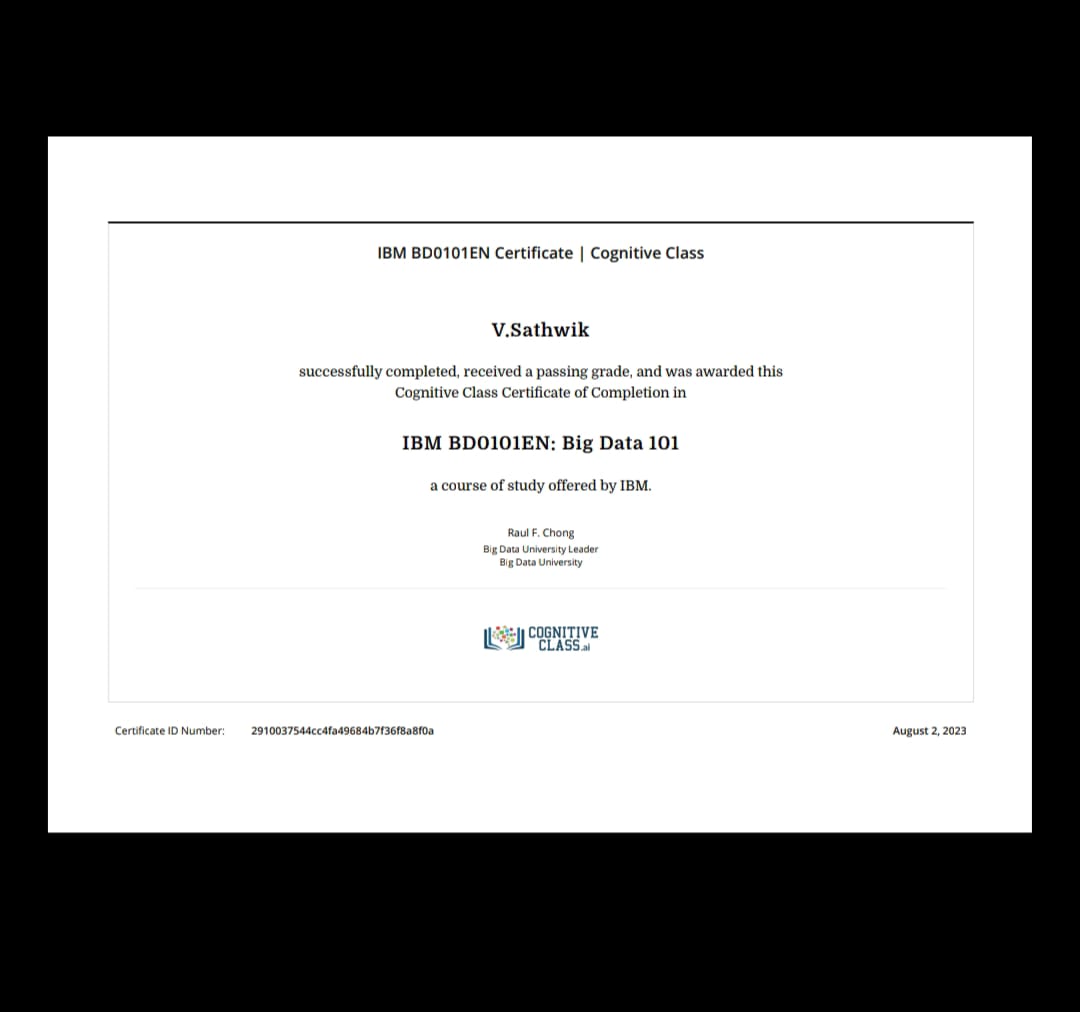 IBM BD0101EN Certificate | Cognitive Class
V.Sathwik
successfully completed, received a passing grade, and was awarded this
Cognitive Class Certificate of Completion in
IBM BD0101EN: Big Data 101
a course of study offered by IBM.
Raul F. Chong
Big Data University Leader
Big Data University
COGNITIVE
CLASS.ai
Certificate ID Number: 2910037544cc4fa49684b7f36f8a8f0a August 2, 2023